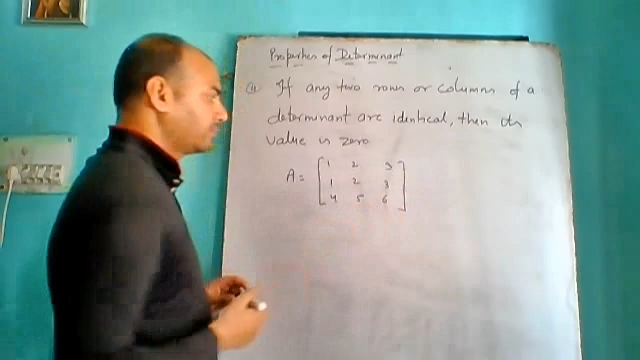 Properties of Determinant
(1) If any two rows or columns of a
determinant are identical, then its
value is zero
A = [ 1 2 3
1 2 3
4 5 6 ]